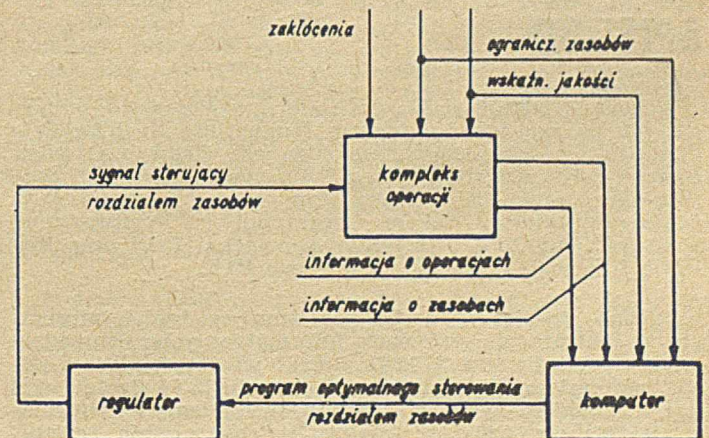 zakłócenia
ogranicz. zasobów
wskaźn. jakości
sygnał sterujący
rozdziałem zasobów
kompleks
operacji
informacja o operacjach
informacja o zasobach
regulator
program optymalnego sterowania
rozdziałem zasobów
komputer